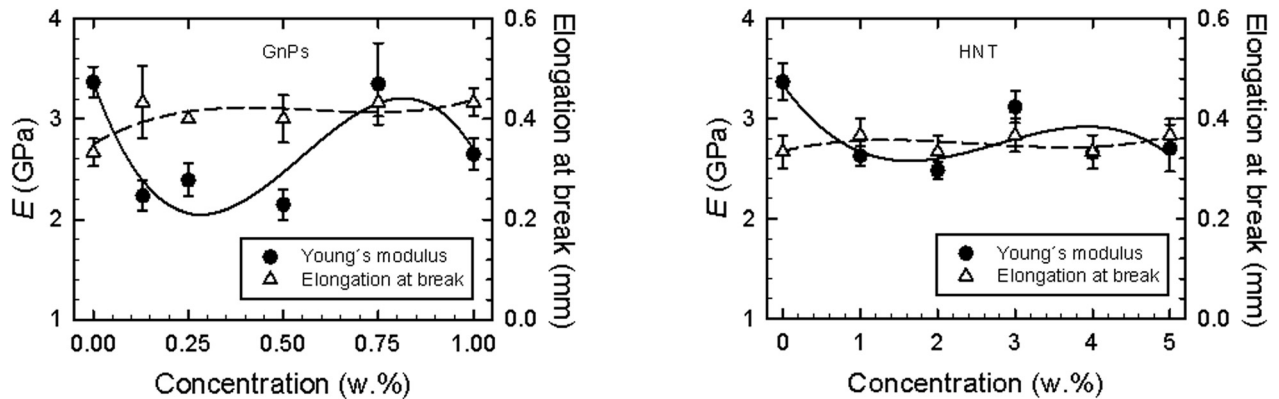 GnPs
4
3
2
1
E (GPa)
0.6
0.4
0.2
0.0
Elongation at break (mm)
Young´s modulus
Elongation at break
0.00 0.25 0.50 0.75 1.00
Concentration (w.%)
HNT
4
3
2
1
E (GPa)
0.6
0.4
0.2
0.0
Elongation at break (mm)
Young´s modulus
Elongation at break
0 1 2 3 4 5
Concentration (w.%)